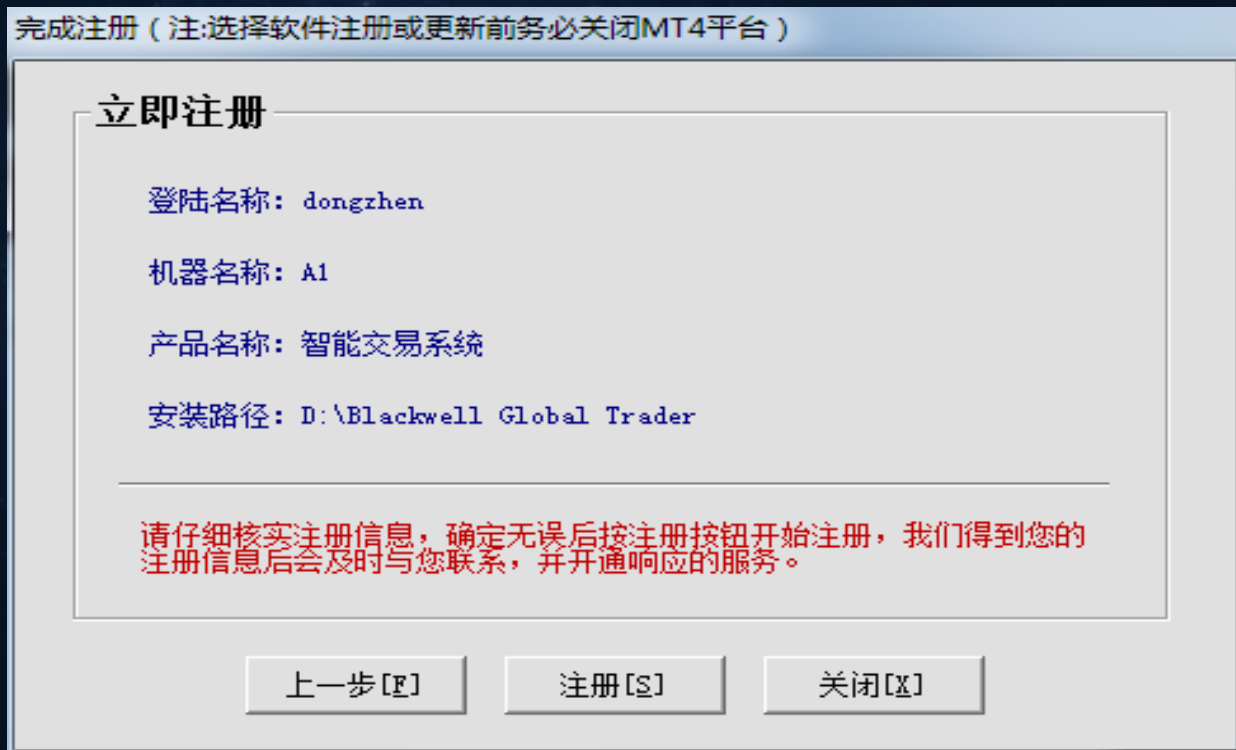 完成注册（注:选择软件注册或更新前务必关闭MT4平台）
立即注册
登陆名称: dongzhen
机器名称: A1
产品名称: 智能交易系统
安装路径: D:\Blackwell Global Trader
请仔细核实注册信息，确定无误后按注册按钮开始注册，我们得到您的
注册信息后会及时与您联系，并开通响应的服务。
上一步[F] 注册[S] 关闭[X]